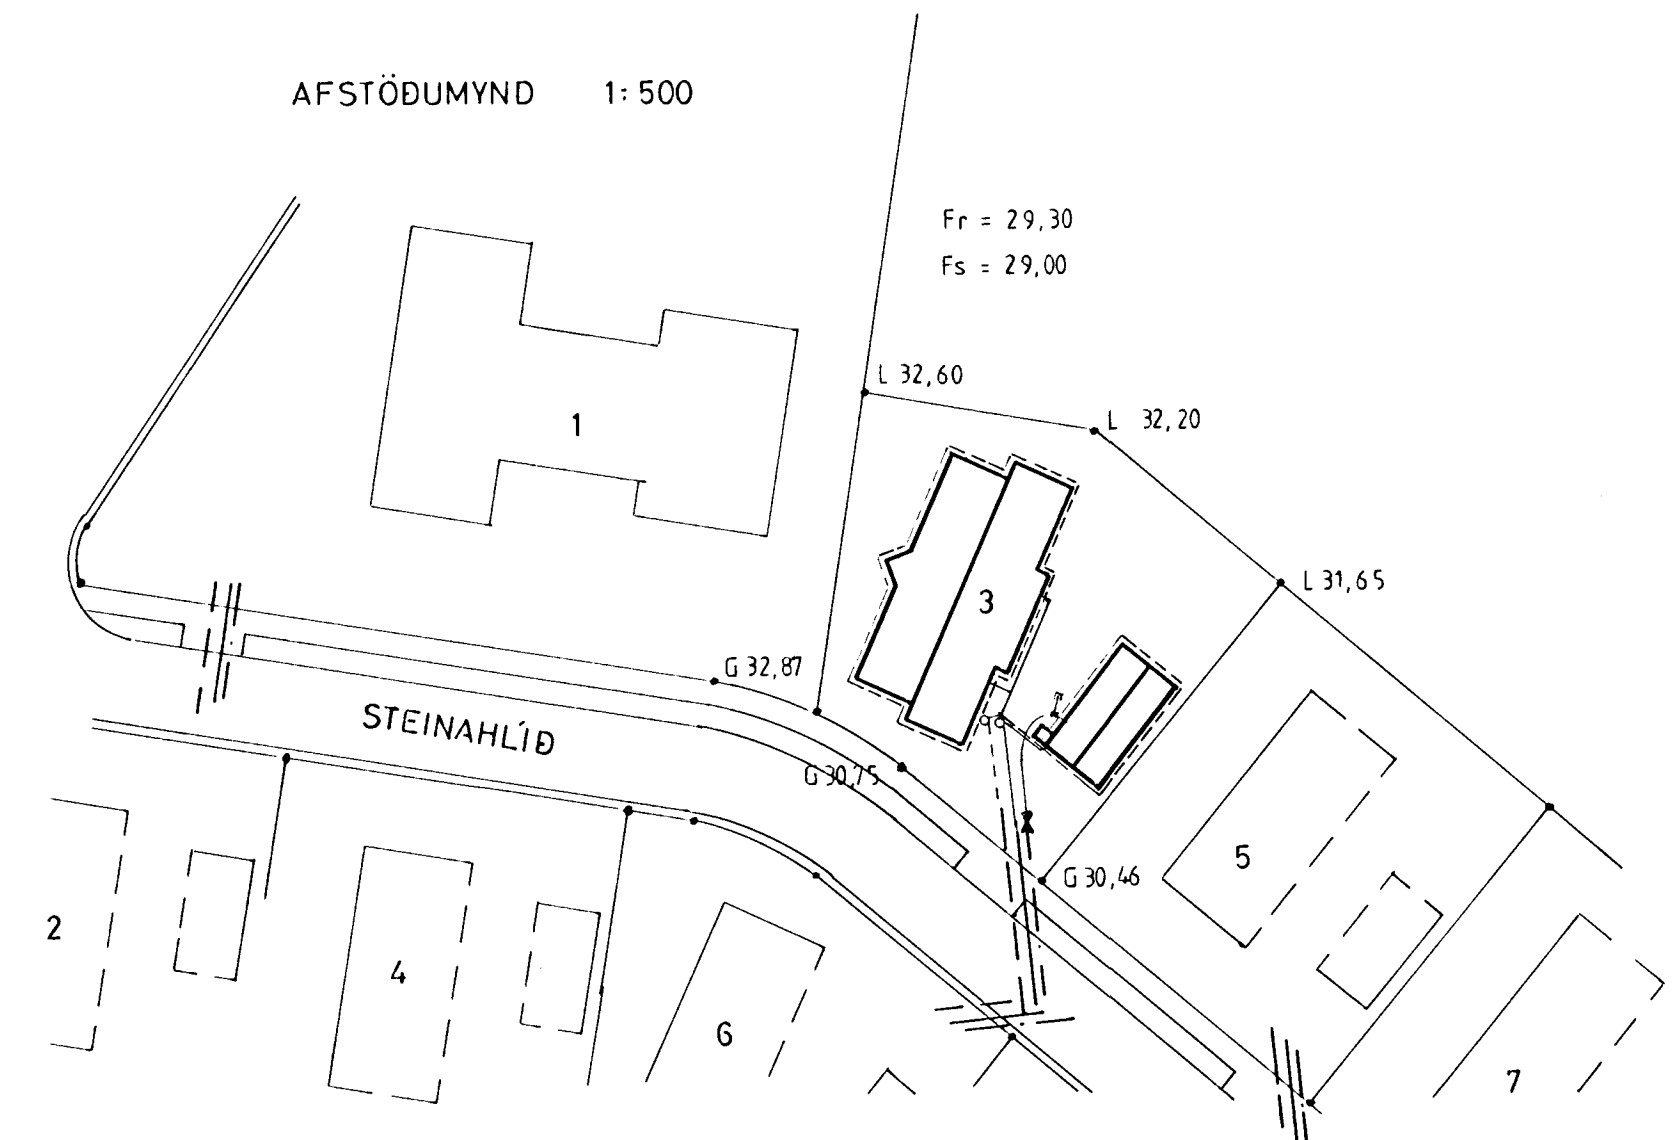 AFSTÖÐUMYND 1:500
Fr = 29,30
Fs = 29,00
L 32,60
L 32,20
1
L 31,65
3
G 32,87
STEINAHLÍÐ
G 30,75
5
G 30,46
2
4
6
7